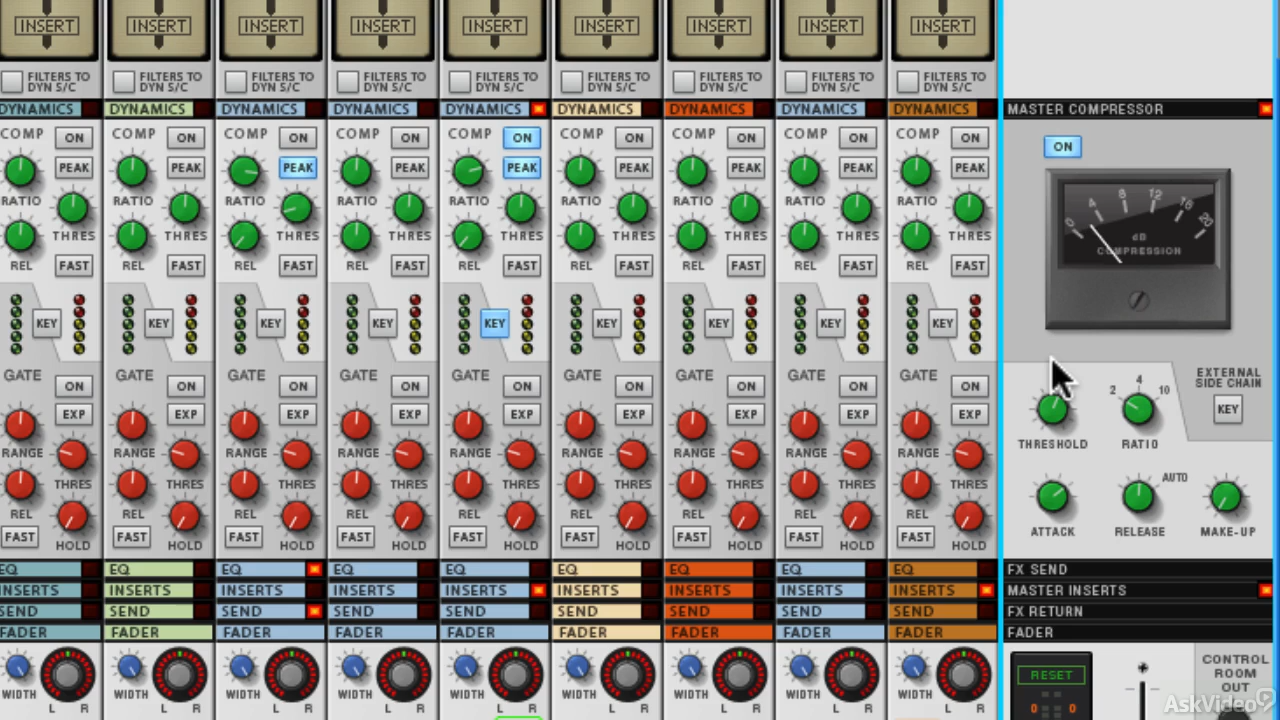 INSERT INSERT INSERT INSERT INSERT INSERT INSERT INSERT INSERT
FILTERS TO FILTERS TO FILTERS TO FILTERS TO FILTERS TO FILTERS TO FILTERS TO FILTERS TO FILTERS TO
DYN S/C DYN S/C DYN S/C DYN S/C DYN S/C DYN S/C DYN S/C DYN S/C DYN S/C
DYNAMICS DYNAMICS DYNAMICS DYNAMICS DYNAMICS DYNAMICS DYNAMICS DYNAMICS DYNAMICS MASTER COMPRESSOR
COMP ON COMP ON COMP ON COMP ON COMP ON COMP ON COMP ON COMP ON COMP ON ON
PEAK PEAK PEAK PEAK PEAK PEAK PEAK PEAK PEAK
RATIO RATIO RATIO RATIO RATIO RATIO RATIO RATIO RATIO 0 4 8 12 16 20
THRES THRES THRES THRES THRES THRES THRES THRES THRES dB
COMPRESSION
REL FAST REL FAST REL FAST REL FAST REL FAST REL FAST REL FAST REL FAST REL FAST
KEY KEY KEY KEY KEY KEY KEY KEY KEY
GATE GATE GATE GATE GATE GATE GATE GATE GATE EXTERNAL
ON ON ON ON ON ON ON ON ON 2 4 10 SIDE CHAIN
EXP EXP EXP EXP EXP EXP EXP EXP EXP KEY
RANGE RANGE RANGE RANGE RANGE RANGE RANGE RANGE RANGE THRESHOLD RATIO
THRES THRES THRES THRES THRES THRES THRES THRES THRES AUTO
REL REL REL REL REL REL REL REL REL
FAST FAST FAST FAST FAST FAST FAST FAST FAST ATTACK RELEASE MAKE-UP
HOLD HOLD HOLD HOLD HOLD HOLD HOLD HOLD HOLD
EQ EQ EQ EQ EQ EQ EQ EQ EQ FX SEND
INSERTS INSERTS INSERTS INSERTS INSERTS INSERTS INSERTS INSERTS INSERTS MASTER INSERTS
SEND SEND SEND SEND SEND SEND SEND SEND SEND FX RETURN
FADER FADER FADER FADER FADER FADER FADER FADER FADER FADER
WIDTH WIDTH WIDTH WIDTH WIDTH WIDTH WIDTH WIDTH WIDTH RESET CONTROL
ROOM
OUT
L R L R L R L R L R L R L R L R L R 0 0
AskVideo